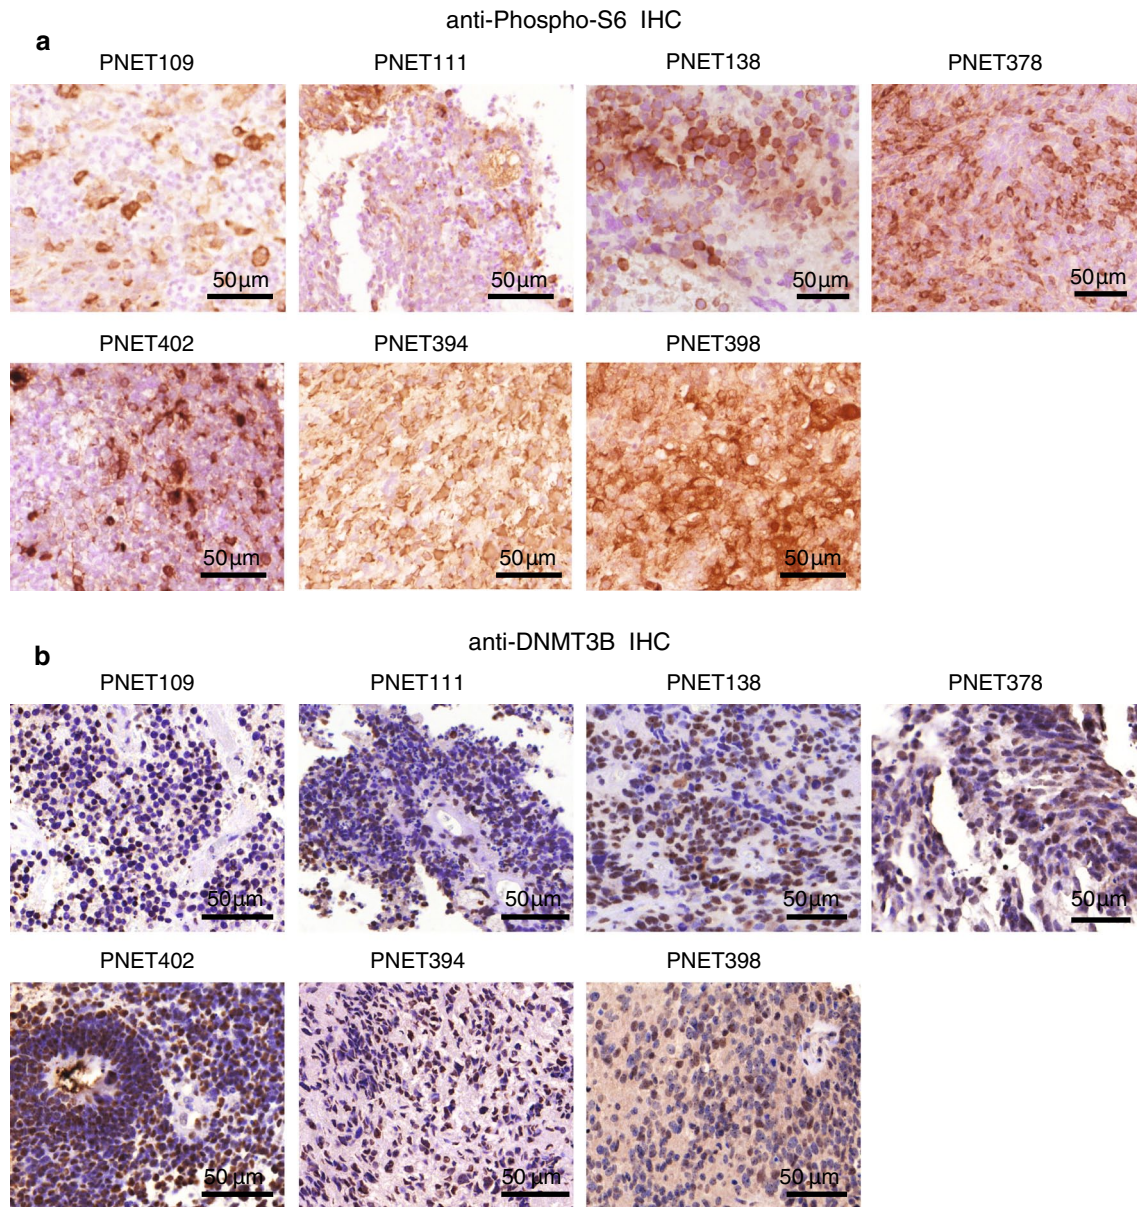 anti-Phospho-S6 IHC
a
PNET109 PNET111 PNET138 PNET378
50µm 50µm 50µm 50µm
PNET402 PNET394 PNET398
50µm 50µm 50µm
anti-DNMT3B IHC
b
PNET109 PNET111 PNET138 PNET378
50µm 50µm 50µm 50µm
PNET402 PNET394 PNET398
50 µm 50 µm 50 µm